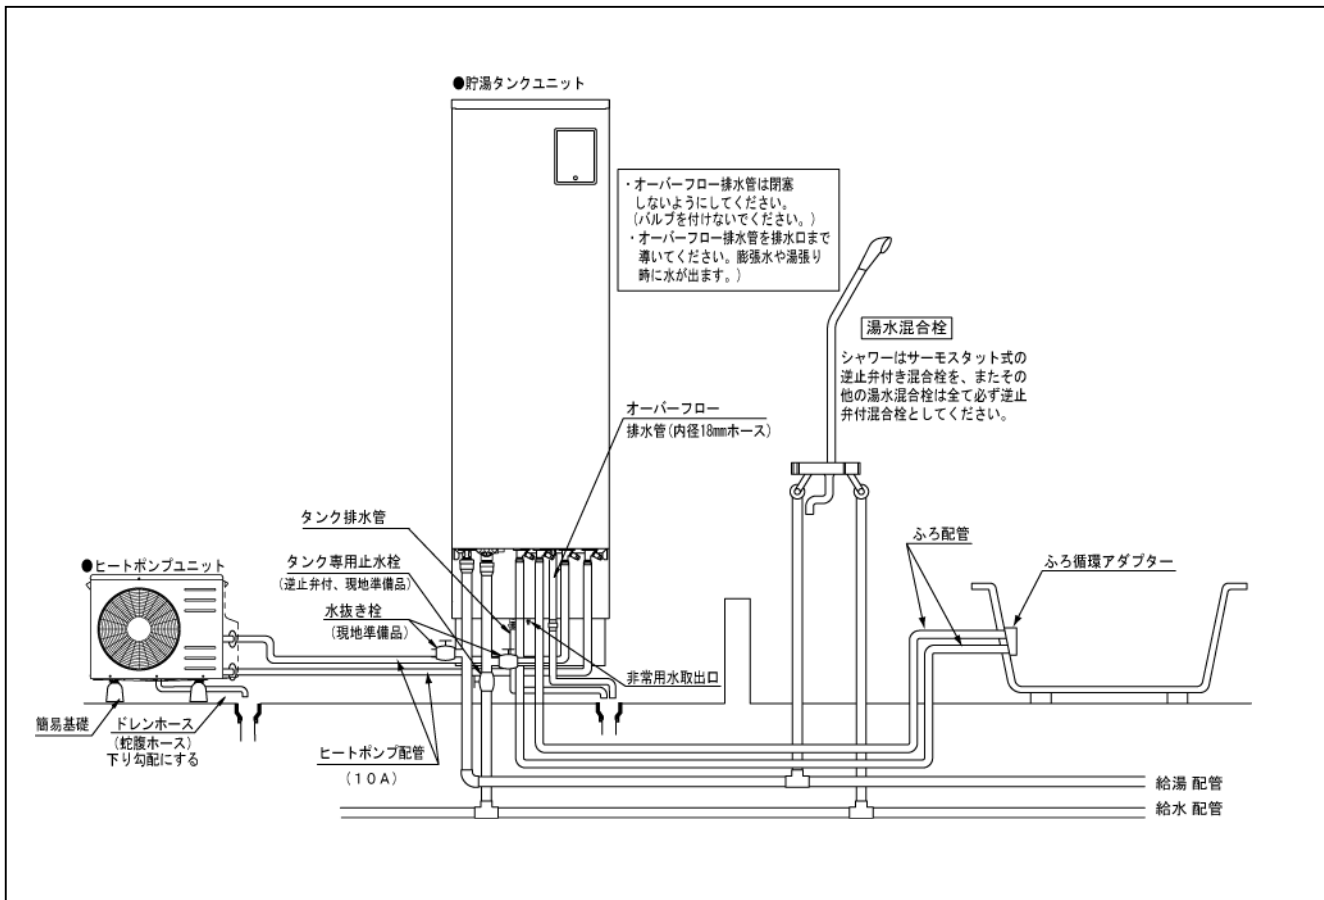 ●貯湯タンクユニット
・オーバーフロー排水管は閉塞
しないようにしてください。
(バルブを付けないでください。)
・オーバーフロー排水管を排水口まで
導いてください。膨張水や湯張り
時に水が出ます。)
湯水混合栓
シャワーはサーモスタット式の
逆止弁付き混合栓を、またその
他の湯水混合栓は全て必ず逆止
弁付混合栓としてください。
オーバーフロー
排水管(内径18mmホース)
タンク排水管
タンク専用止水栓
(逆止弁付、現地準備品)
水抜き栓
(現地準備品)
●ヒートポンプユニット
ふろ配管
ふろ循環アダプター
非常用水取出口
簡易基礎
ドレンホース
(蛇腹ホース)
下り勾配にする
ヒートポンプ配管
(10A)
給湯 配管
給水 配管